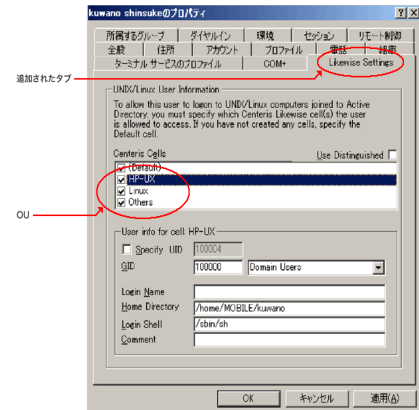 kuwano shinsukeのプロパティ
所属するグループ
ダイヤルイン
環境
セッション
リモート制御
全般
住所
アカウント
プロファイル
電話
組織
ターミナル サービスのプロファイル
COM+
Likewise Settings
追加されたタブ
UNIX/Linux User Information
To allow this user to logon to UNIX/Linux computers joined to Active
Directory, you must specify which Centeris Likewise cell(s) the user
is allowed to access. If you have not created any cells, specify the
Default cell.
Centeris Cells
Use Distinguished
(Default)
HP-UX
Linux
Others
OU
User info for cell: HP-UX
Specify UID
100004
GID
100000
Domain Users
Login Name
Home Directory
/home/MOBILE/kuwano
Login Shell
/sbin/sh
Comment
OK
キャンセル
適用(A)